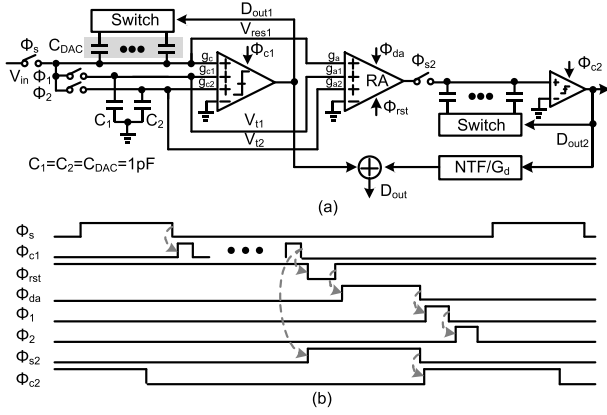 Switch
D_out1
V_res1
Φ_s
C_DAC
Φ_c1
Φ_da
Φ_s2
Φ_c2
V_in
Φ_1
Φ_2
g_c
g_c1
g_c2
g_a
g_a1
g_a2
RA
Φ_rst
C_1
C_2
V_t1
V_t2
Switch
D_out2
C_1=C_2=C_DAC=1pF
NTF/G_d
D_out
(a)
Φ_s
Φ_c1
Φ_rst
Φ_da
Φ_1
Φ_2
Φ_s2
Φ_c2
(b)